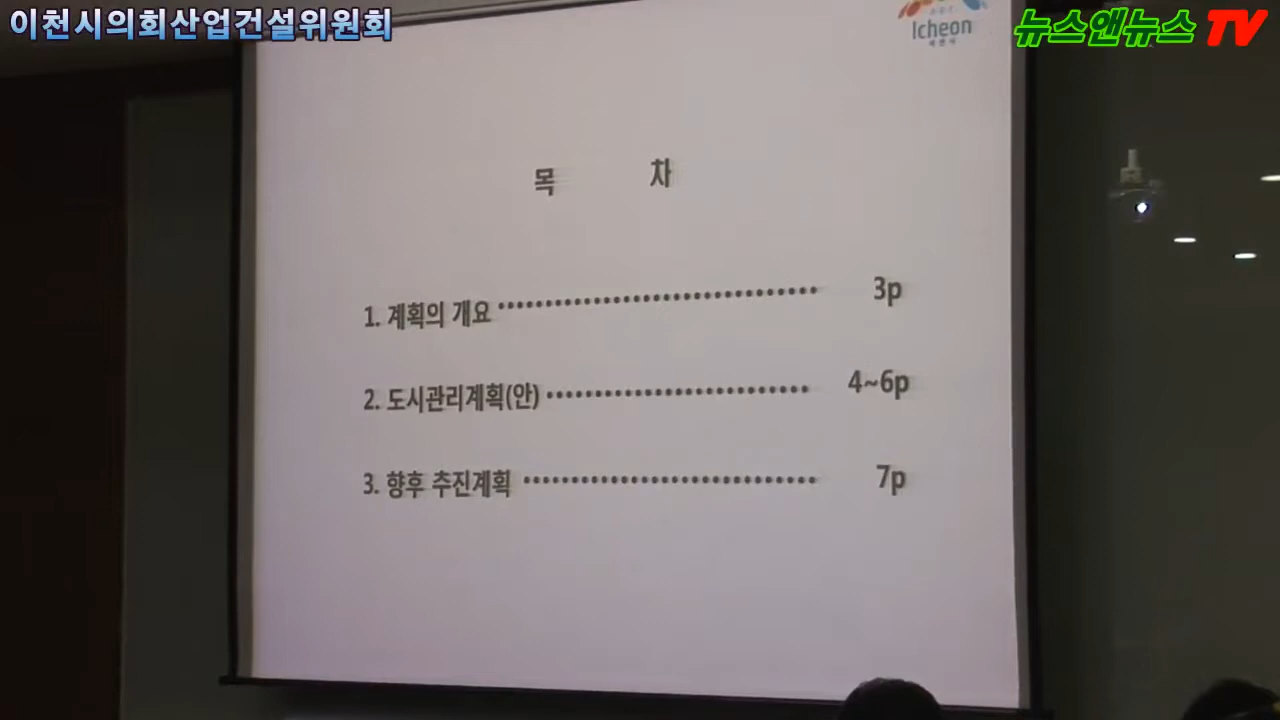 이천시의회산업건설위원회
뉴스앤뉴스 TV
Icheon
목 차
1. 계획의 개요 3p
2. 도시관리계획(안) 4~6p
3. 향후 추진계획 7p